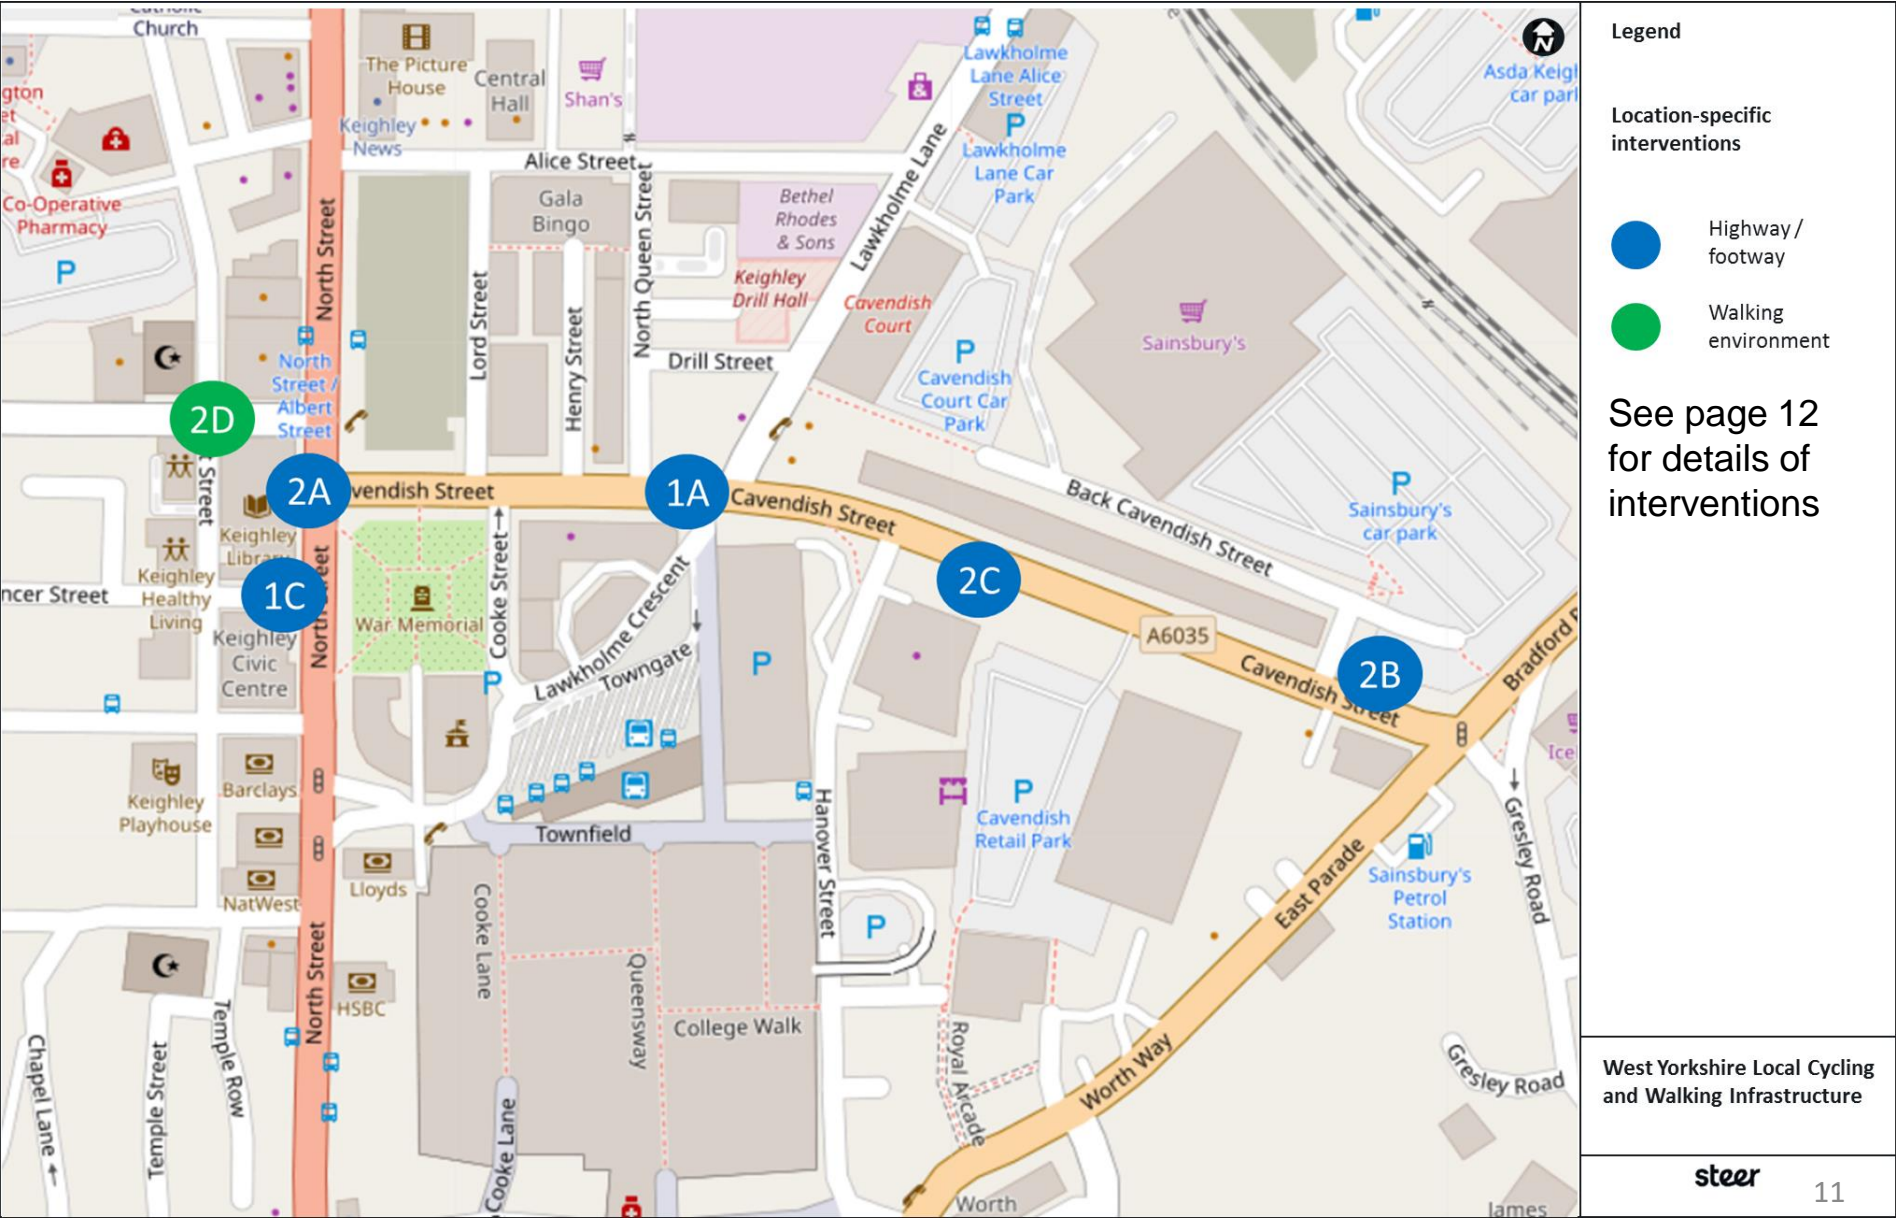 Catholic
Church
The Picture
House
Central
Hall
Shan's
Lawkholme
Lane Alice
Street
Asda Keigh
car park
Keighley
News
Alice Street
Lawkholme
Lane Car
Park
Co-Operative
Pharmacy
P
P
North Street
Gala
Bingo
North Queen Street
Bethel
Rhodes
& Sons
Lawkholme Lane
Keighley
Drill Hall
Cavendish
Court
Lord Street
Henry Street
Drill Street
Sainsbury's
P
Cavendish
Court Car
Park
North
Street /
Albert
Street
2D
Street
2A
vendish Street
1A
Cavendish Street
Back Cavendish Street
P
Sainsbury's
car park
Keighley
Library
1C
ncer Street
Keighley
Healthy
Living
Keighley
Civic
Centre
North Street
War Memorial
Cooke Street
P
Lawkholme Crescent
Towngate
P
2C
A6035
Cavendish Street
2B
Bradford R
Ice
Keighley
Playhouse
Barclays
NatWest
Lloyds
HSBC
Townfield
Hanover Street
P
Cavendish
Retail Park
P
Sainsbury's
Petrol
Station
Gresley Road
East Parade
Cooke Lane
Queensway
College Walk
North Street
Temple Row
Temple Street
Chapel Lane
Cooke Lane
Royal Arcade
Worth Way
Gresley Road
Worth
James
N
Legend
Location-specific
interventions
Highway /
footway
Walking
environment
See page 12
for details of
interventions
West Yorkshire Local Cycling
and Walking Infrastructure
steer
11